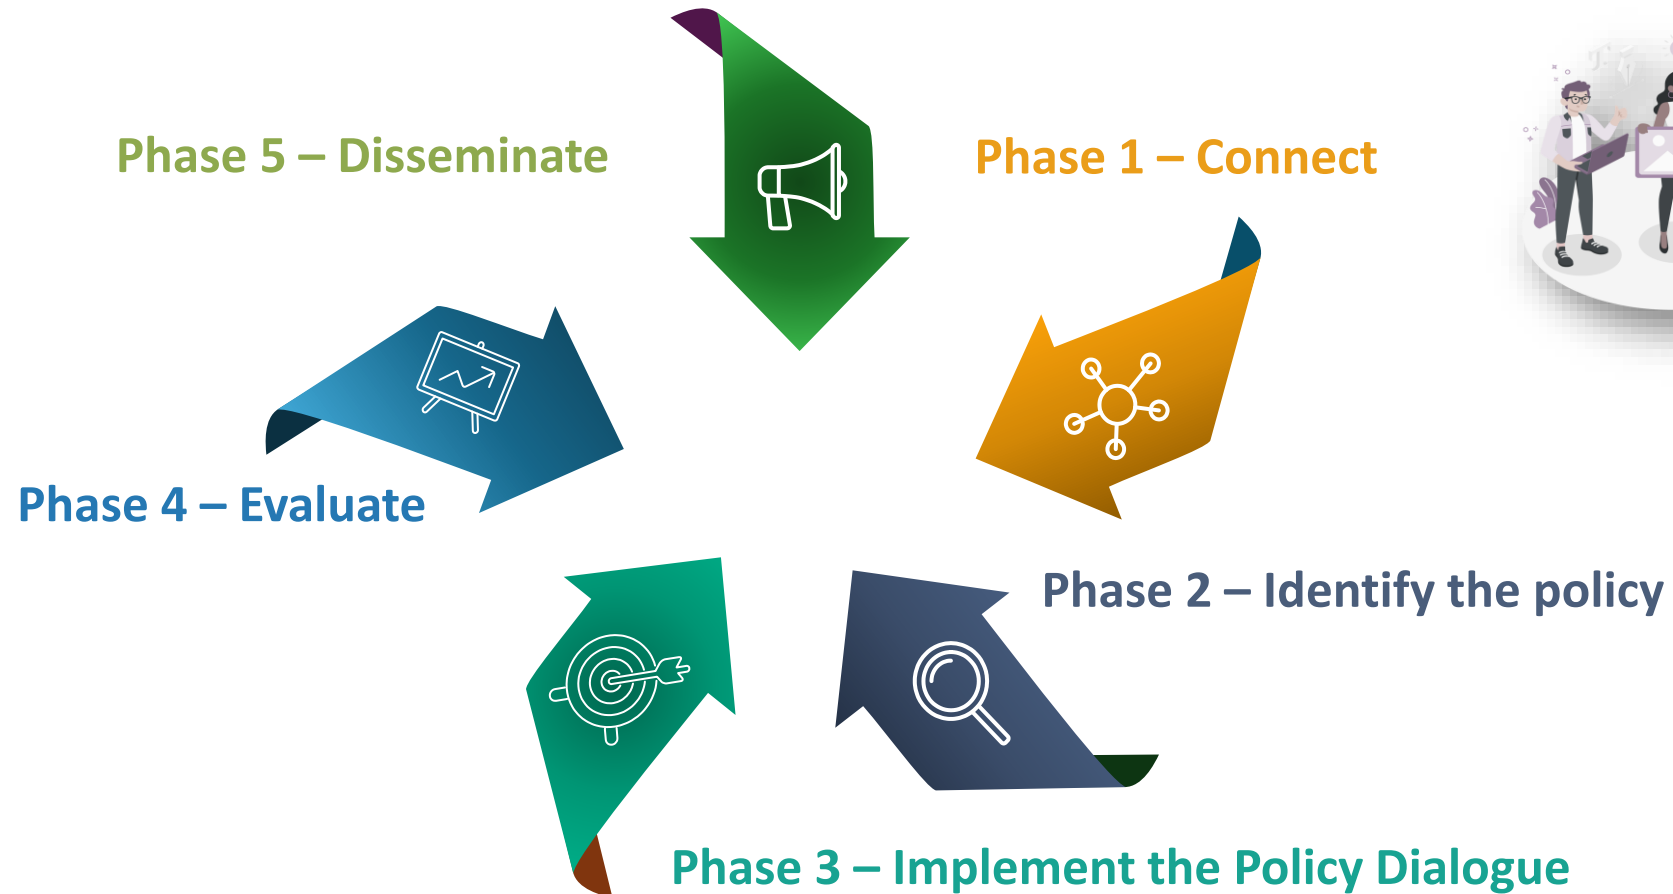 Phase 5 – Disseminate
Phase 1 – Connect
Phase 4 – Evaluate
Phase 2 – Identify the policy
Phase 3 – Implement the Policy Dialogue